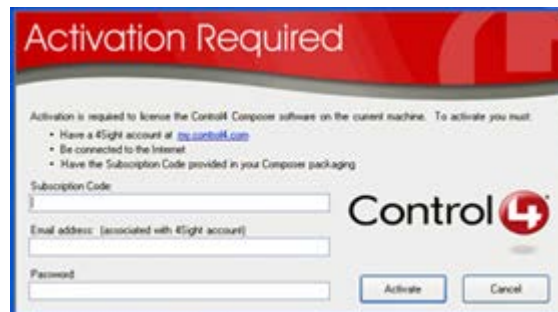 Activation Required
Activation is required to license the Control4 Composer software on the current machine. To activate you must:
• Have a 4Sight account at my.control4.com
• Be connected to the Internet
• Have the Subscription Code provided in your Composer packaging
Subscription Code:
Email address: (associated with 4Sight account)
Password
Control4
Activate
Cancel